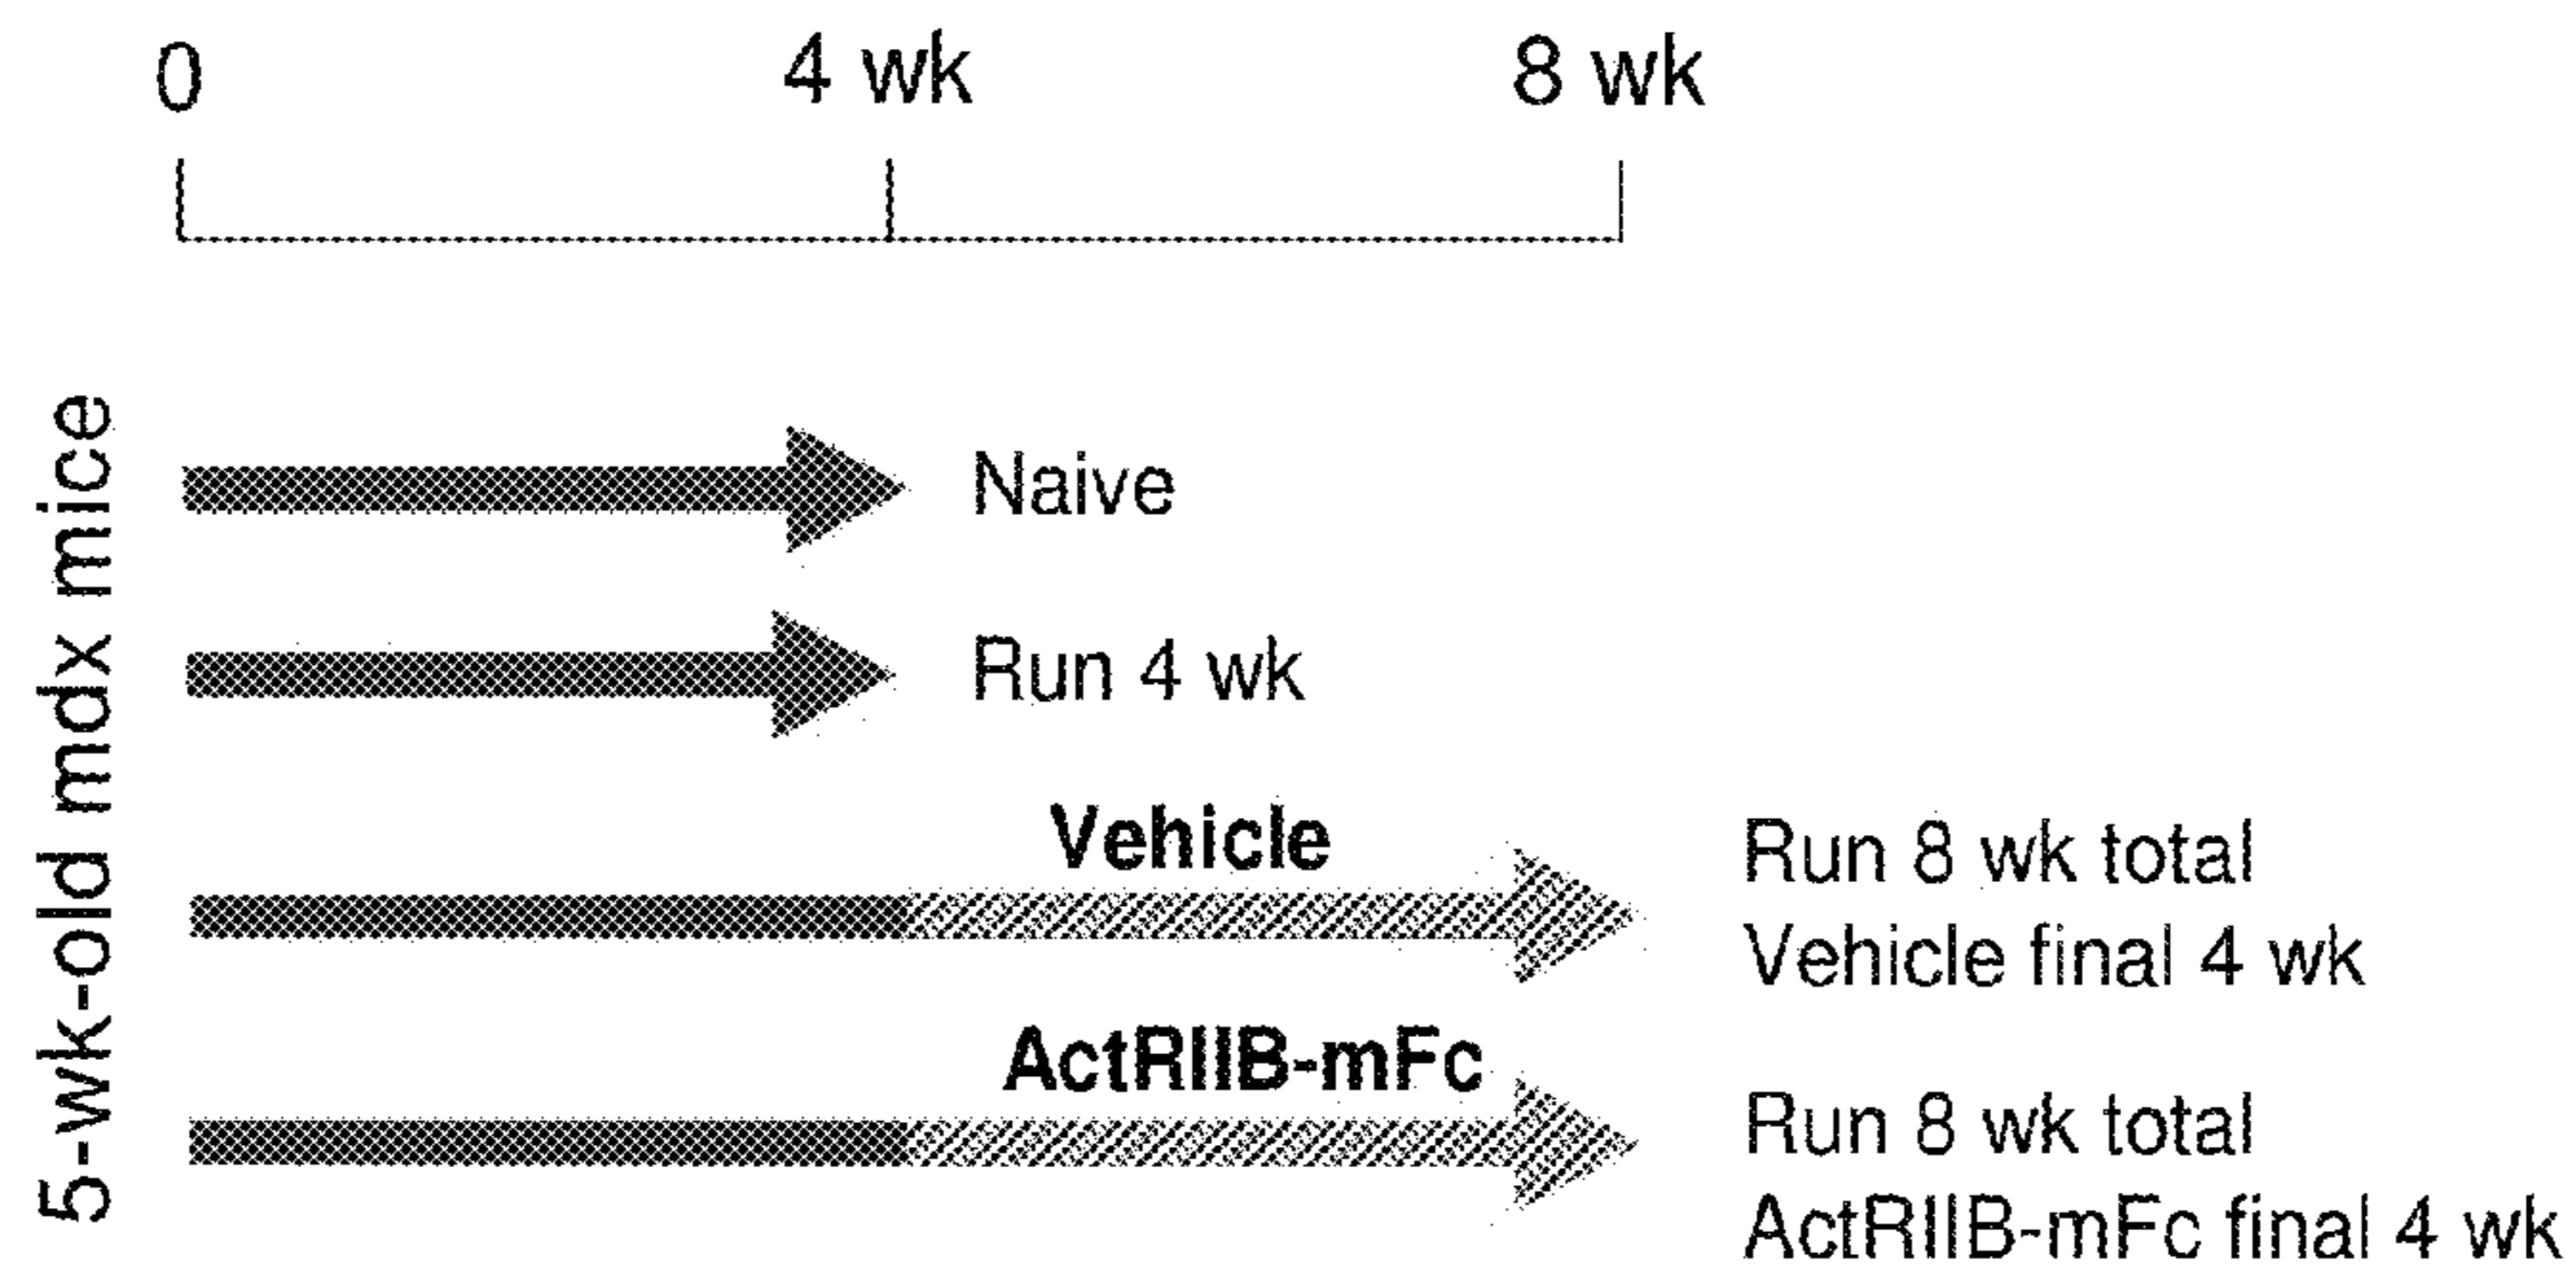 0
4 wk
8 wk
5-wk-old mdx mice
Naive
Run 4 wk
Vehicle
Run 8 wk total
Vehicle final 4 wk
ActRIIB-mFc
Run 8 wk total
ActRIIB-mFc final 4 wk